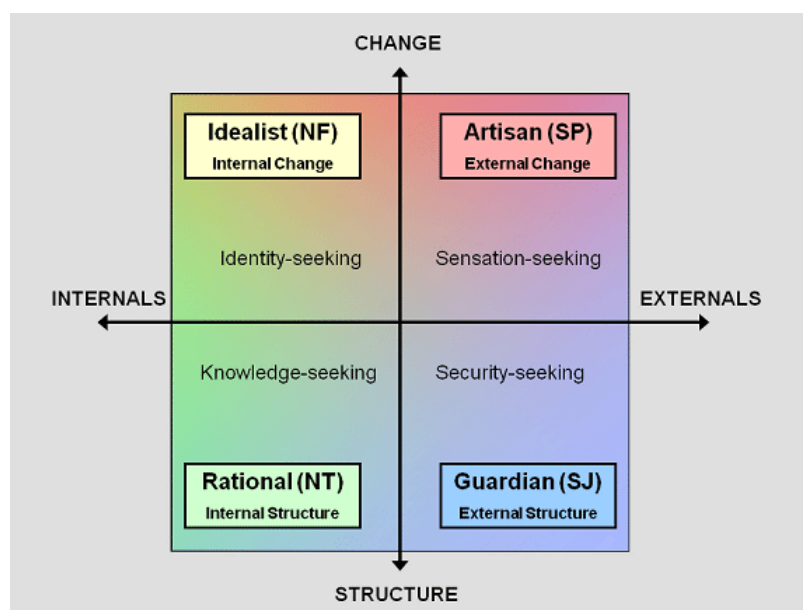 CHANGE
Idealist (NF)
Internal Change
Artisan (SP)
External Change
Identity-seeking
Sensation-seeking
INTERNALS
EXTERNALS
Knowledge-seeking
Security-seeking
Rational (NT)
Internal Structure
Guardian (SJ)
External Structure
STRUCTURE